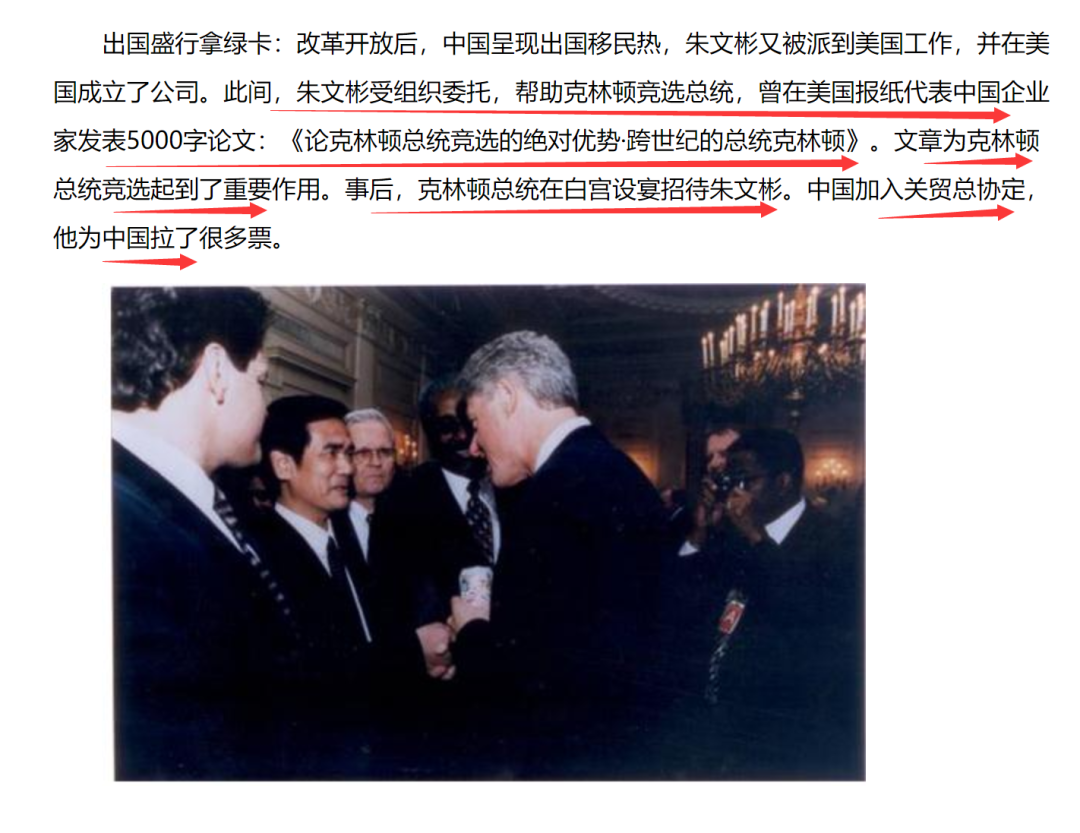 出国盛行拿绿卡：改革开放后，中国呈现出国移民热，朱文彬又被派到美国工作，并在美
国成立了公司。此间，朱文彬受组织委托，帮助克林顿竞选总统，曾在美国报纸代表中国企业
家发表5000字论文：《论克林顿总统竞选的绝对优势·跨世纪的总统克林顿》。文章为克林顿
总统竞选起到了重要作用。事后，克林顿总统在白宫设宴招待朱文彬。中国加入关贸总协定，
他为中国拉了很多票。